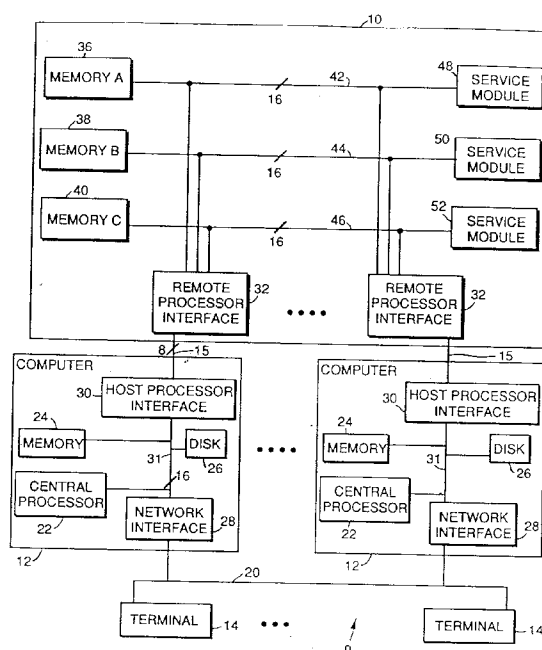 10
36
MEMORY A
16
42
48
SERVICE MODULE
38
MEMORY B
16
44
50
SERVICE MODULE
40
MEMORY C
16
46
52
SERVICE MODULE
REMOTE PROCESSOR INTERFACE
32
REMOTE PROCESSOR INTERFACE
32
8
15
15
COMPUTER
30
HOST PROCESSOR INTERFACE
24
MEMORY
31
DISK
26
16
CENTRAL PROCESSOR
22
NETWORK INTERFACE
28
12
COMPUTER
30
HOST PROCESSOR INTERFACE
24
MEMORY
31
DISK
26
CENTRAL PROCESSOR
22
NETWORK INTERFACE
28
12
20
TERMINAL
14
TERMINAL
14